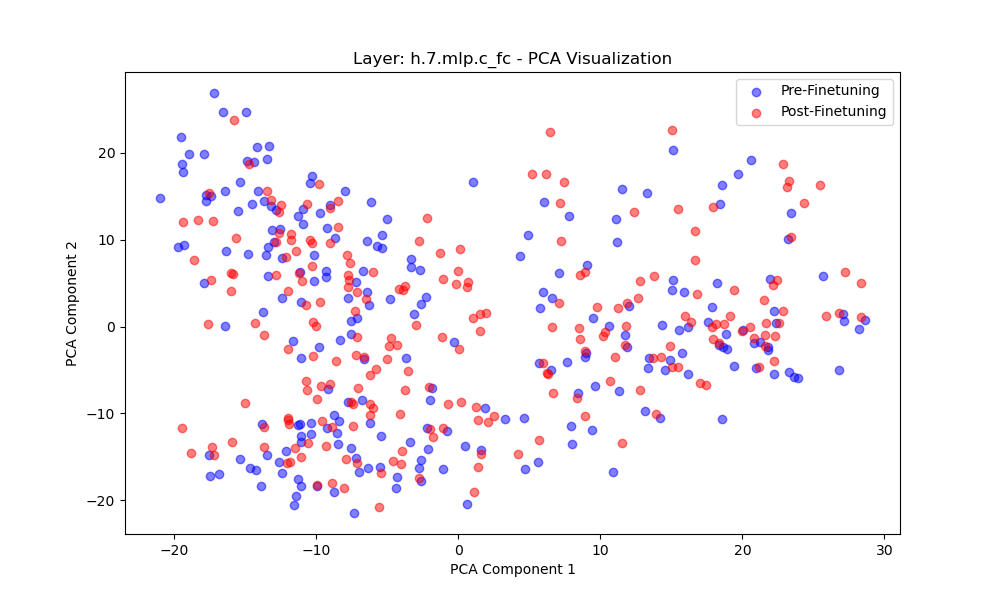 Layer: h.7.mlp.c_fc - PCA Visualization
Pre-Finetuning
Post-Finetuning
20
10
0
−10
−20
PCA Component 2
−20
−10
0
10
20
30
PCA Component 1